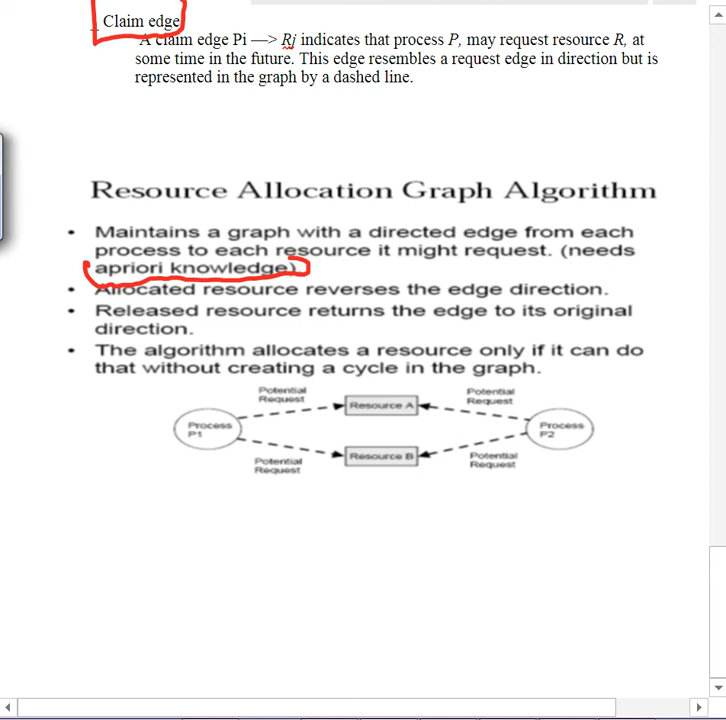 Claim edge
A claim edge Pi —> Rj indicates that process P, may request resource R, at
some time in the future. This edge resembles a request edge in direction but is
represented in the graph by a dashed line.
Resource Allocation Graph Algorithm
• Maintains a graph with a directed edge from each
process to each resource it might request. (needs
apriori knowledge)
• Allocated resource reverses the edge direction.
• Released resource returns the edge to its original
direction.
• The algorithm allocates a resource only if it can do
that without creating a cycle in the graph.
Potential
Request
Potential
Request
Resource A
Process
P1
Process
P2
Resource B
Potential
Request
Potential
Request